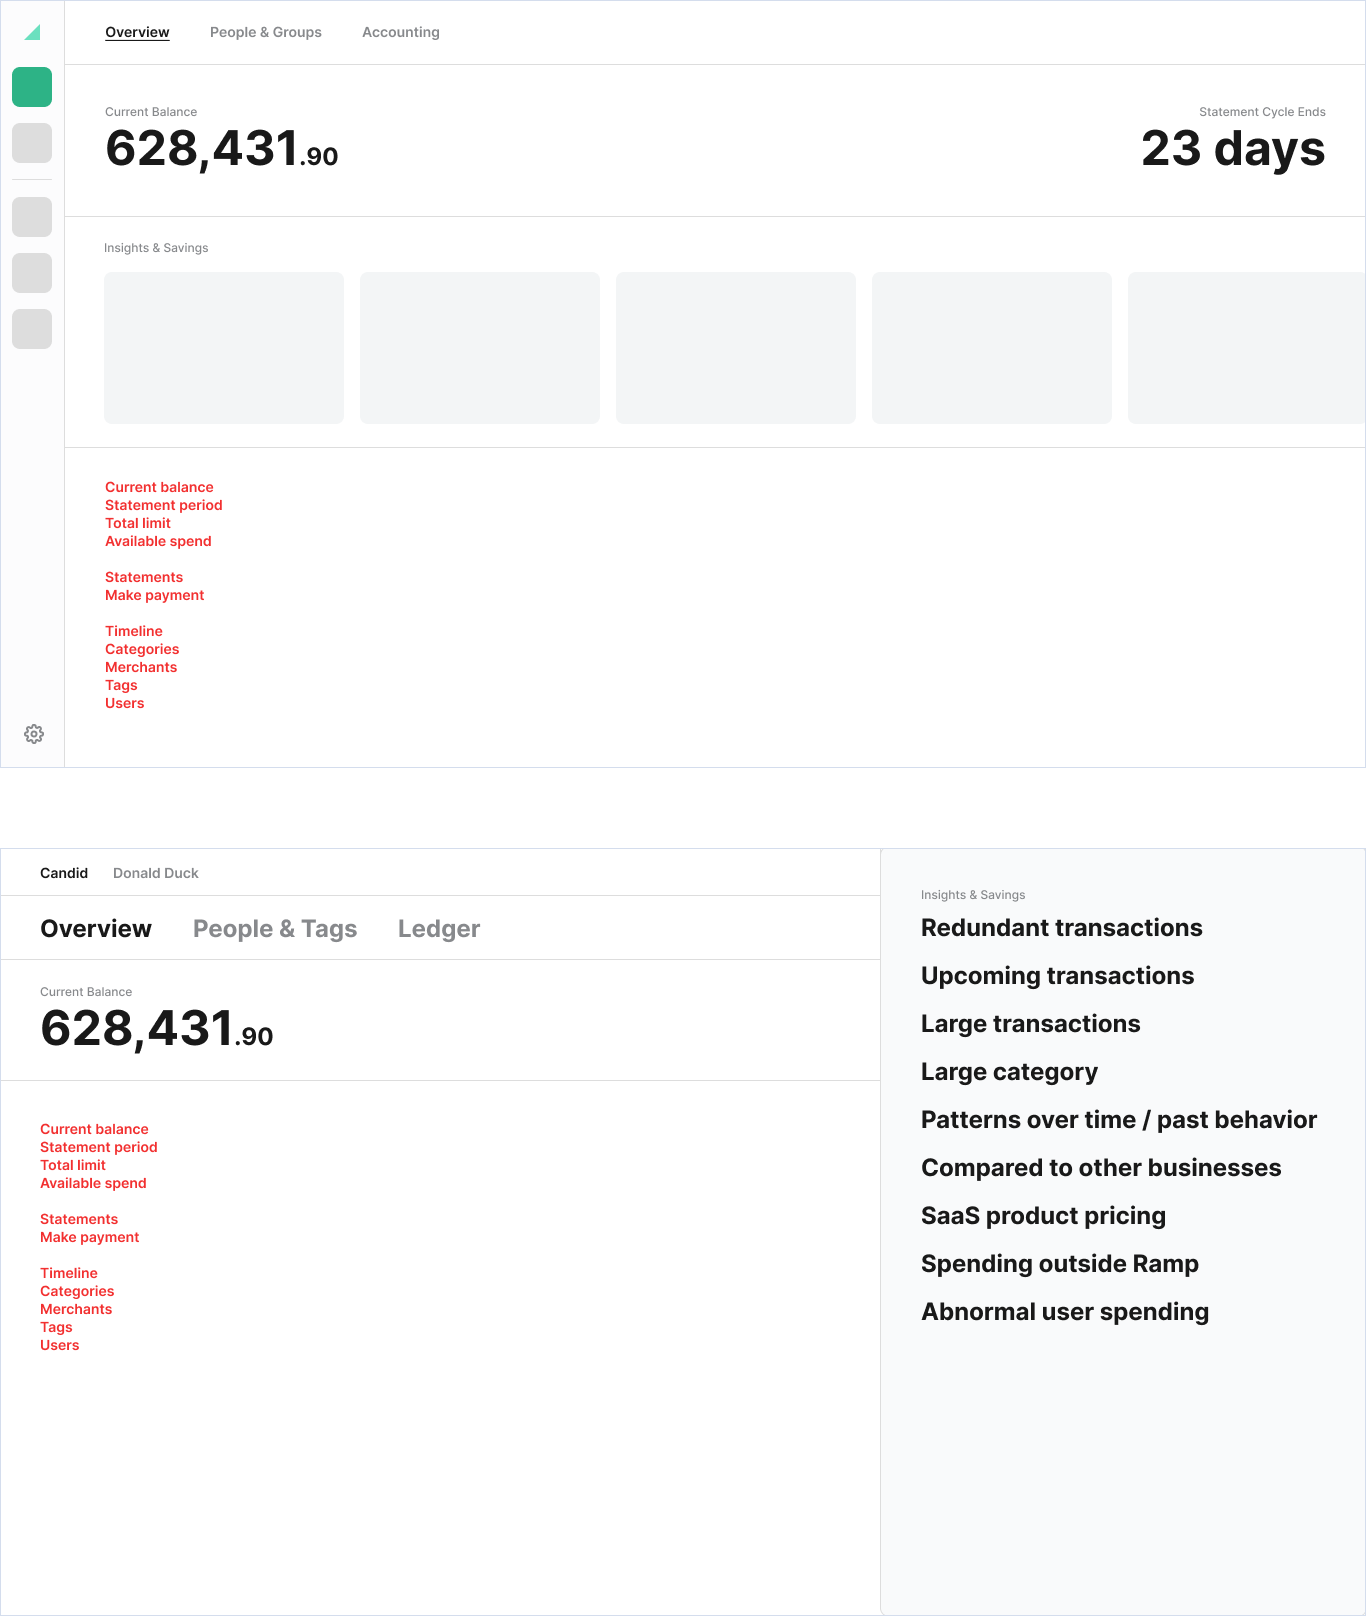 Overview People & Groups Accounting
Current Balance Statement Cycle Ends
628,431.90 23 days
Insights & Savings
Current balance
Statement period
Total limit
Available spend
Statements
Make payment
Timeline
Categories
Merchants
Tags
Users
Candid Donald Duck
Overview People & Tags Ledger
Current Balance
628,431.90
Current balance
Statement period
Total limit
Available spend
Statements
Make payment
Timeline
Categories
Merchants
Tags
Users
Insights & Savings
Redundant transactions
Upcoming transactions
Large transactions
Large category
Patterns over time / past behavior
Compared to other businesses
SaaS product pricing
Spending outside Ramp
Abnormal user spending